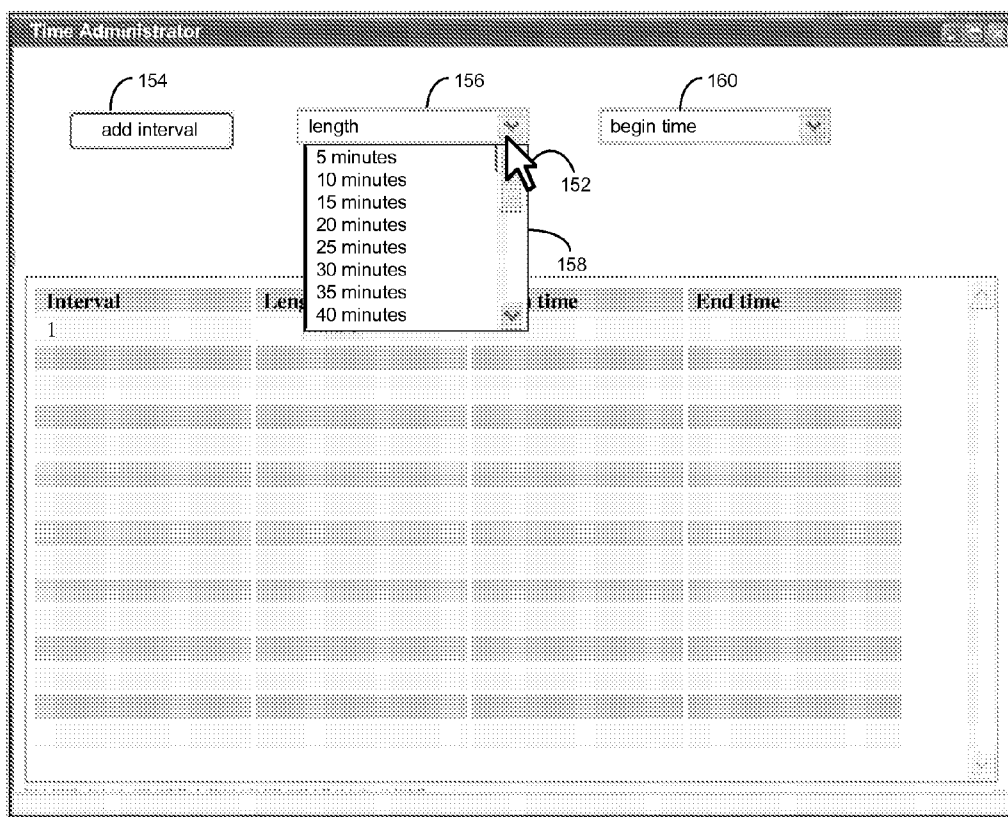 Time Administrator
154
156
160
add interval
length
begin time
5 minutes
10 minutes
15 minutes
20 minutes
25 minutes
30 minutes
35 minutes
40 minutes
152
158
Interval
Leng
time
End time
1